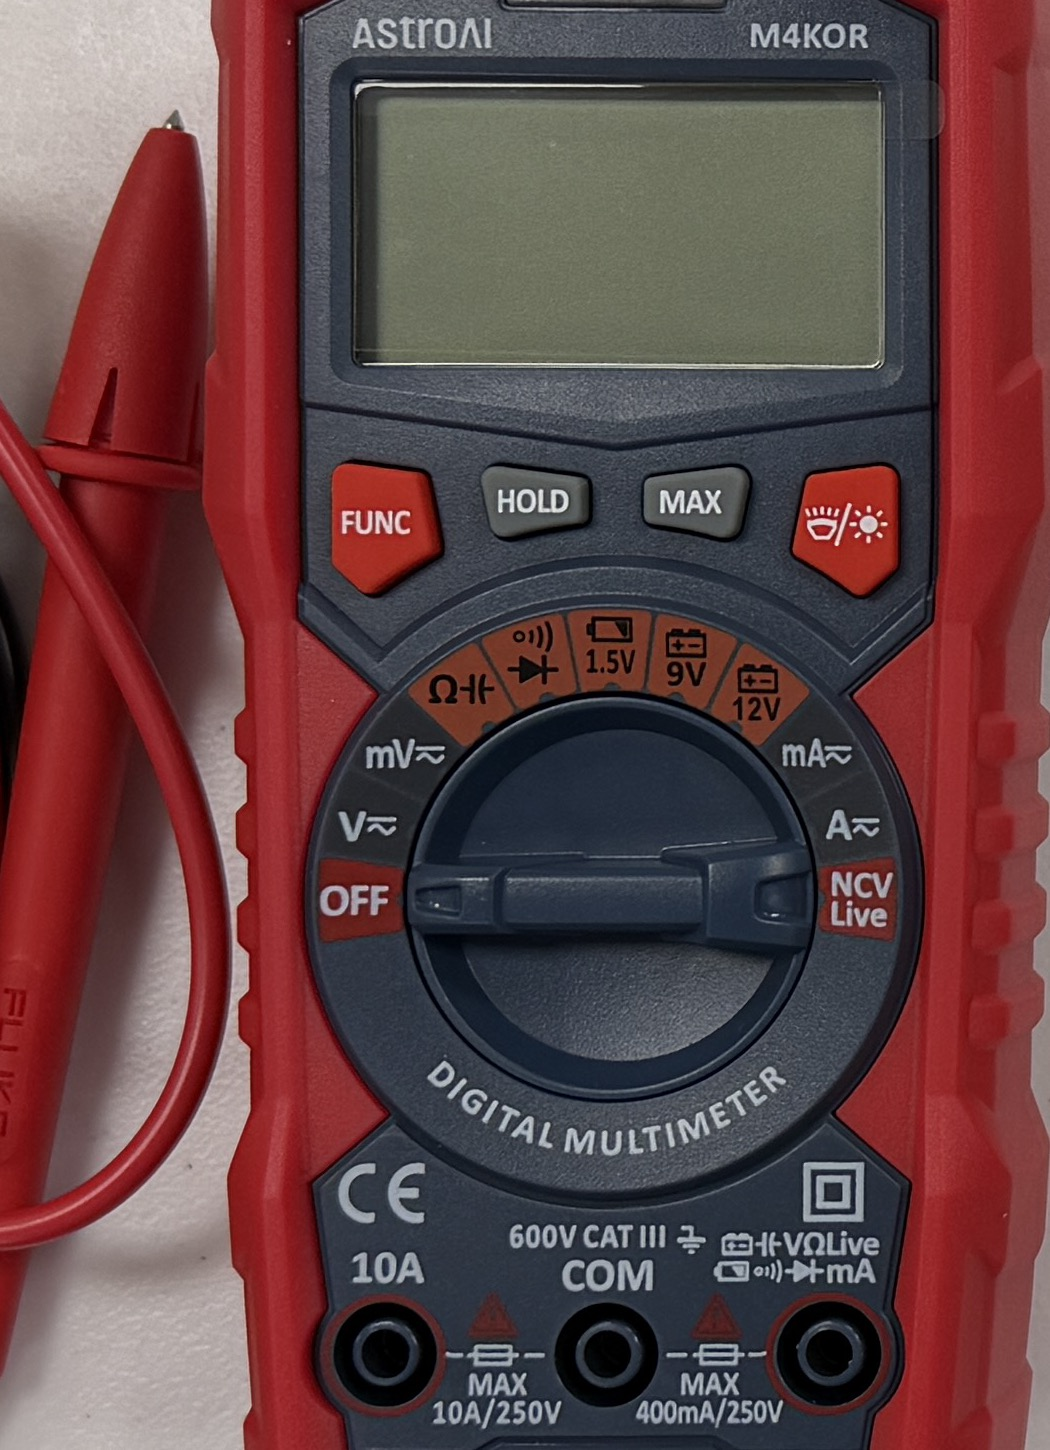 AstroAI
M4KOR
FUNC
HOLD
MAX
1.5V
9V
12V
Ω
mV
mA
V
A
OFF
NCV
Live
DIGITAL MULTIMETER
CE
600V CAT III
VΩLive
10A
COM
mA
MAX
10A/250V
MAX
400mA/250V
FLUKE